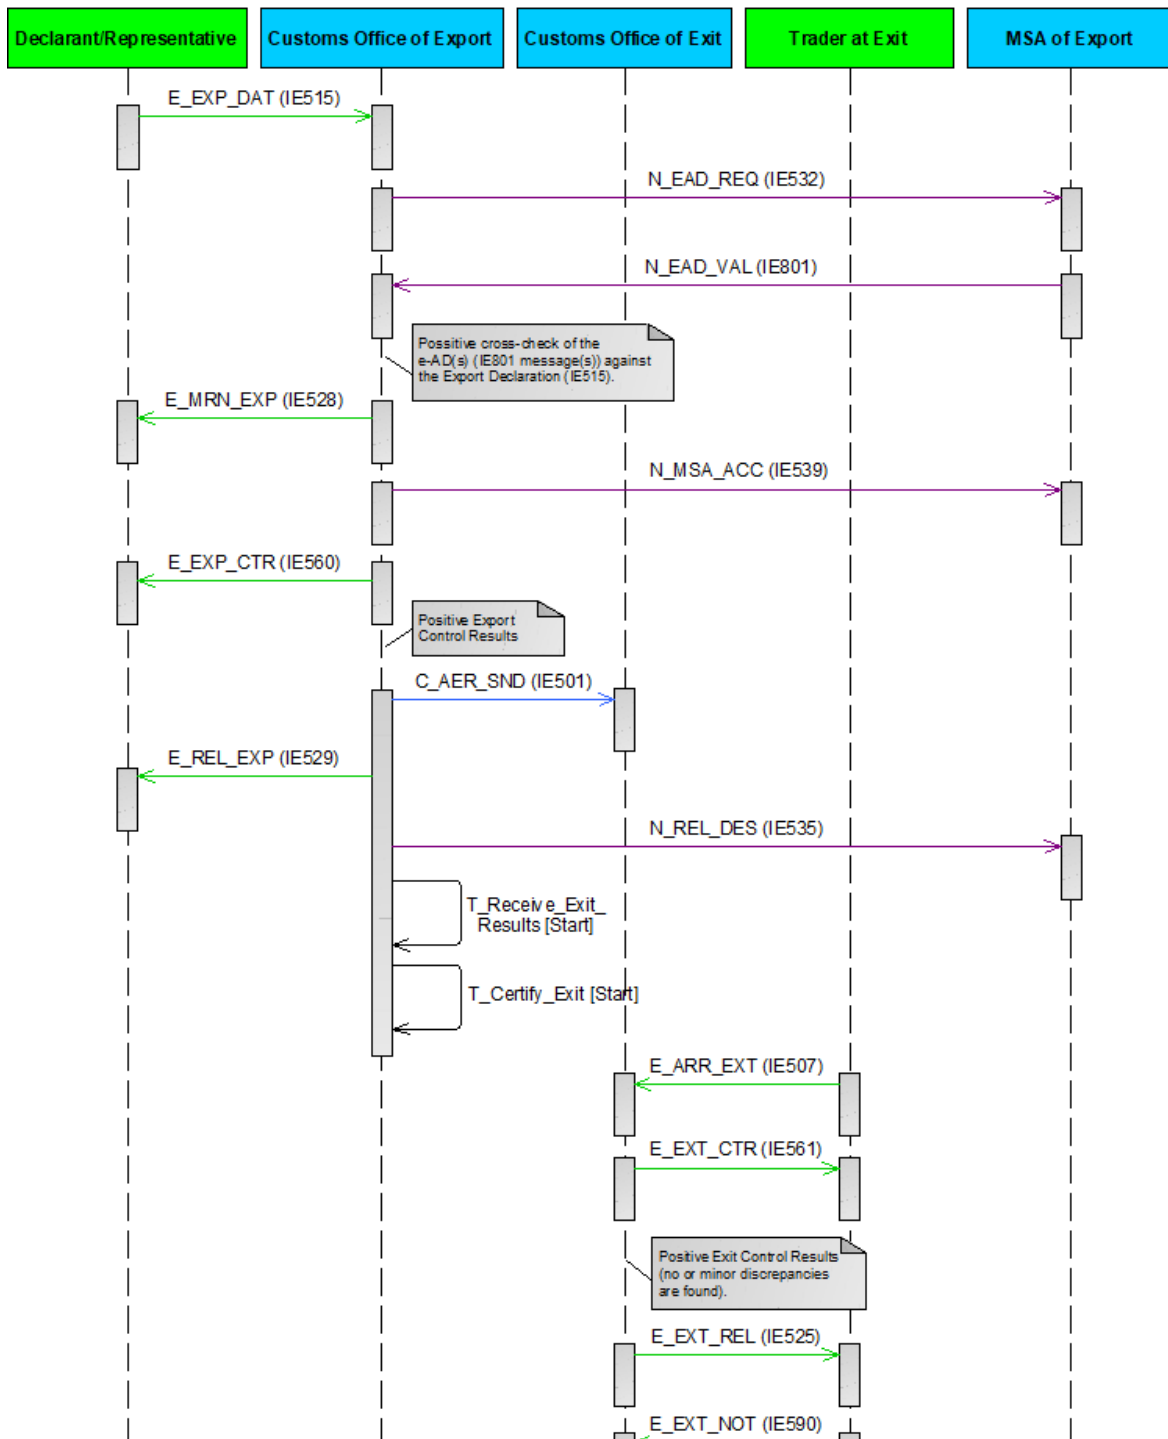 Declarant/Representative
Customs Office of Export
Customs Office of Exit
Trader at Exit
MSA of Export
E_EXP_DAT (IE515)
N_EAD_REQ (IE532)
N_EAD_VAL (IE801)
Possitive cross-check of the
e-AD(s) (IE801 message(s)) against
the Export Declaration (IE515).
E_MRN_EXP (IE528)
N_MSA_ACC (IE539)
E_EXP_CTR (IE560)
Positive Export
Control Results
C_AER_SND (IE501)
E_REL_EXP (IE529)
N_REL_DES (IE535)
T_Receive_Exit_
Results [Start]
T_Certify_Exit [Start]
E_ARR_EXT (IE507)
E_EXT_CTR (IE561)
Positive Exit Control Results
(no or minor discrepancies
are found).
E_EXT_REL (IE525)
E_EXT_NOT (IE590)